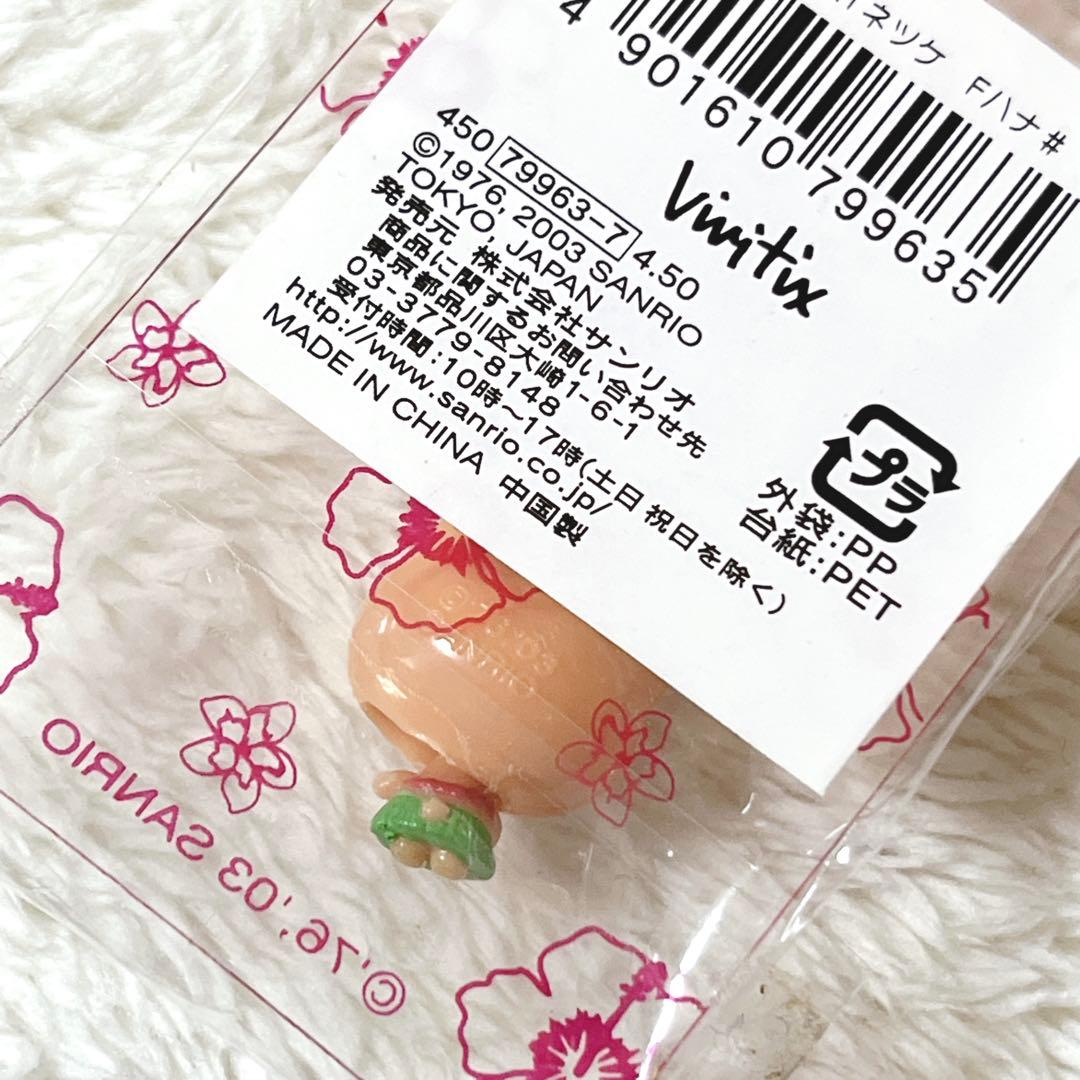 ネツケ Fハナ#
4 901610 799635
450 79963-7 4.50
©1976, 2003 SANRIO
TOKYO, JAPAN
発売元 株式会社サンリオ
商品に関するお問い合わせ先
東京都品川区大崎1-6-1
03-3779-8148
受付時間:10時~17時(土日祝日を除く)
http://www.sanrio.co.jp/
MADE IN CHINA 中国製
プラ
外袋:PP
台紙:PET
©'76,'03 SANRIO